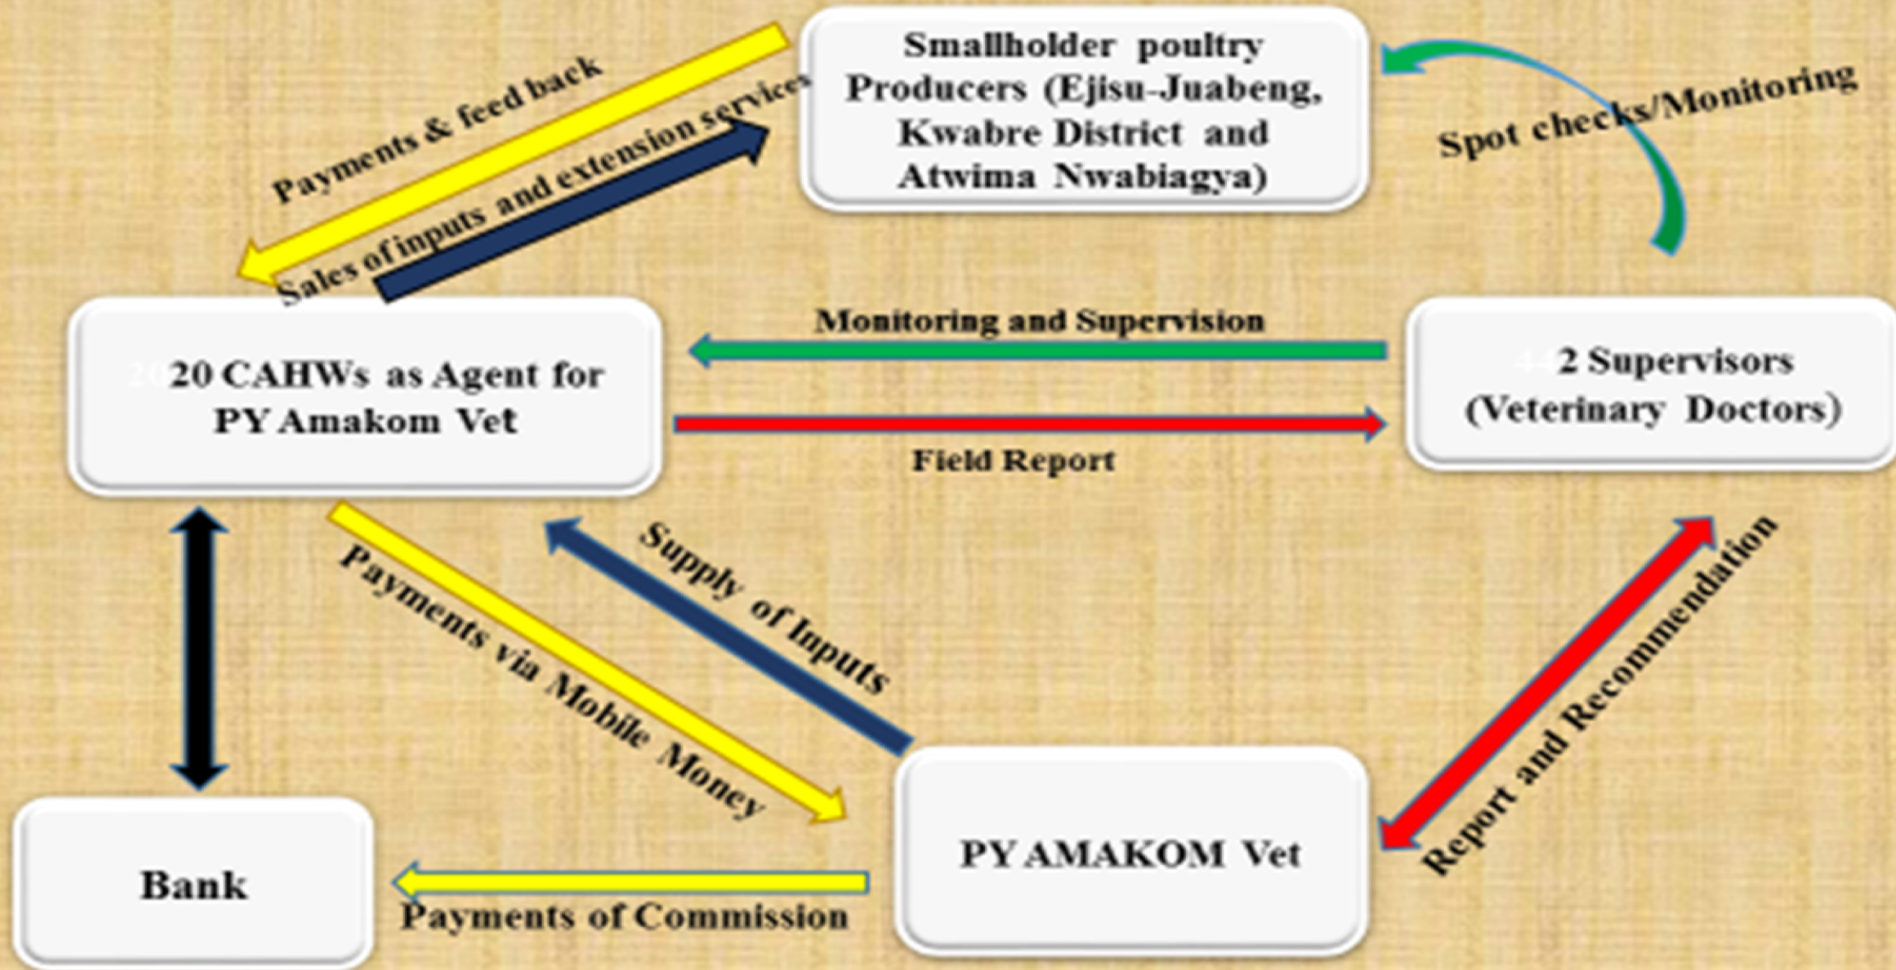 Smallholder poultry
Producers (Ejisu-Juabeng,
Kwabre District and
Atwima Nwabiagya)
Payments & feed back
Sales of inputs and extension services
Spot checks/Monitoring
Monitoring and Supervision
20 CAHWs as Agent for
PY Amakom Vet
2 Supervisors
(Veterinary Doctors)
Field Report
Supply of Inputs
Payments via Mobile Money
Report and Recommendation
PY AMAKOM Vet
Bank
Payments of Commission